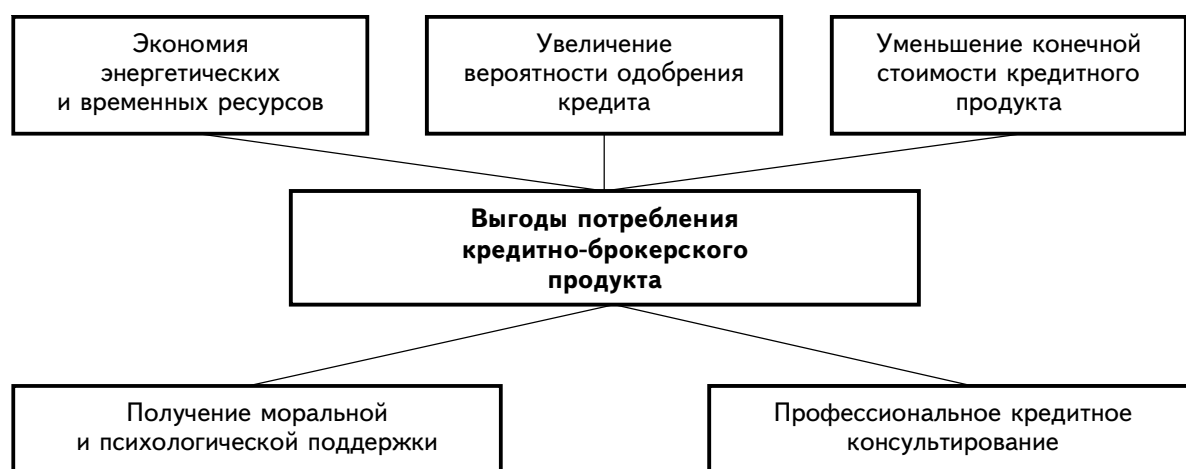 Экономия
энергетических
и временных ресурсов
Увеличение
вероятности одобрения
кредита
Уменьшение конечной
стоимости кредитного
продукта
Выгоды потребления
кредитно-брокерского
продукта
Получение моральной
и психологической поддержки
Профессиональное кредитное
консультирование